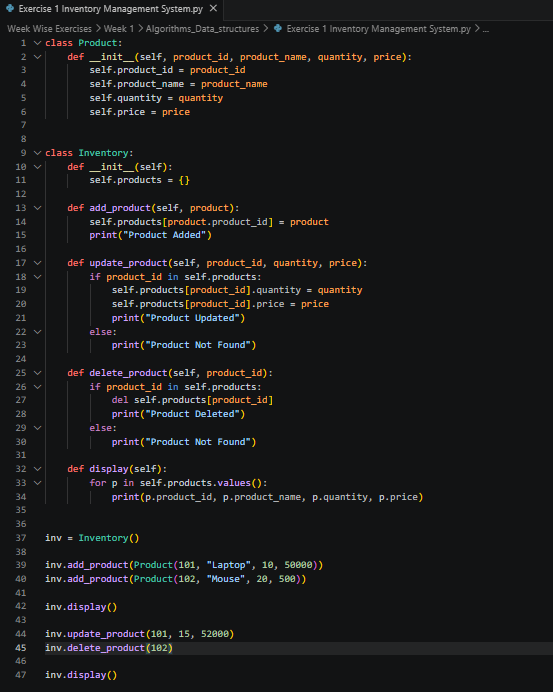 Exercise 1 Inventory Management System.py
Week Wise Exercises > Week 1 > Algorithms_Data_structures > Exercise 1 Inventory Management System.py > ...
1 class Product:
2     def __init__(self, product_id, product_name, quantity, price):
3         self.product_id = product_id
4         self.product_name = product_name
5         self.quantity = quantity
6         self.price = price
7
8
9 class Inventory:
10     def __init__(self):
11         self.products = {}
12
13     def add_product(self, product):
14         self.products[product.product_id] = product
15         print("Product Added")
16
17     def update_product(self, product_id, quantity, price):
18         if product_id in self.products:
19             self.products[product_id].quantity = quantity
20             self.products[product_id].price = price
21             print("Product Updated")
22         else:
23             print("Product Not Found")
24
25     def delete_product(self, product_id):
26         if product_id in self.products:
27             del self.products[product_id]
28             print("Product Deleted")
29         else:
30             print("Product Not Found")
31
32     def display(self):
33         for p in self.products.values():
34             print(p.product_id, p.product_name, p.quantity, p.price)
35
36
37 inv = Inventory()
38
39 inv.add_product(Product(101, "Laptop", 10, 50000))
40 inv.add_product(Product(102, "Mouse", 20, 500))
41
42 inv.display()
43
44 inv.update_product(101, 15, 52000)
45 inv.delete_product(102)
46
47 inv.display()